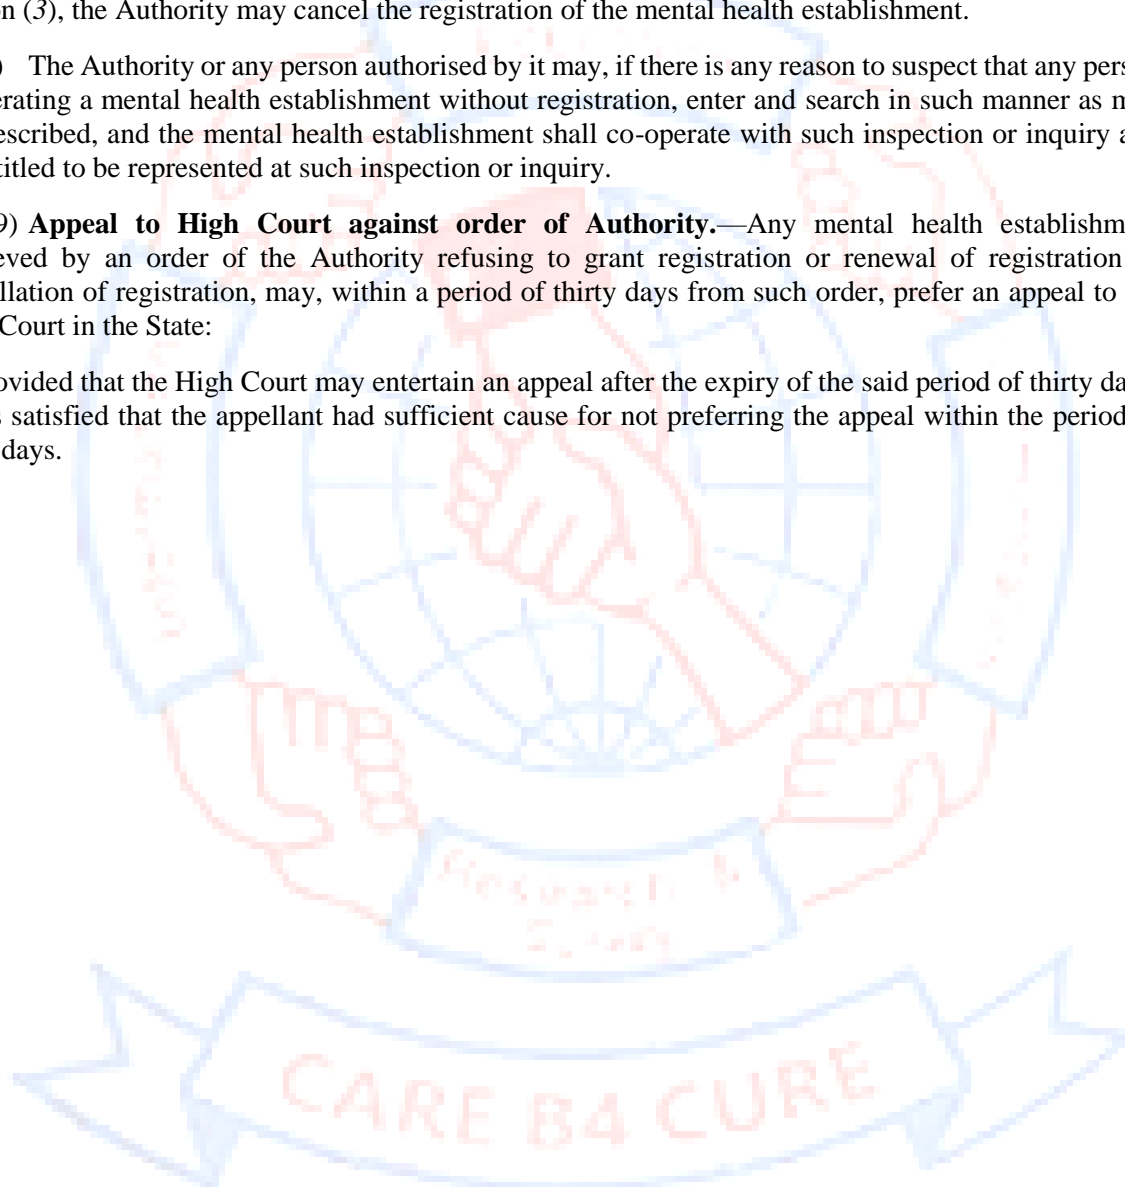 on (3), the Authority may cancel the registration of the mental health establishment.
) The Authority or any person authorised by it may, if there is any reason to suspect that any pers
erating a mental health establishment without registration, enter and search in such manner as m
escribed, and the mental health establishment shall co-operate with such inspection or inquiry a
titled to be represented at such inspection or inquiry.
9) Appeal to High Court against order of Authority.—Any mental health establishm
eved by an order of the Authority refusing to grant registration or renewal of registration
llation of registration, may, within a period of thirty days from such order, prefer an appeal to
Court in the State:
ovided that the High Court may entertain an appeal after the expiry of the said period of thirty da
s satisfied that the appellant had sufficient cause for not preferring the appeal within the period
days.
Research &
CARE B4 CURE